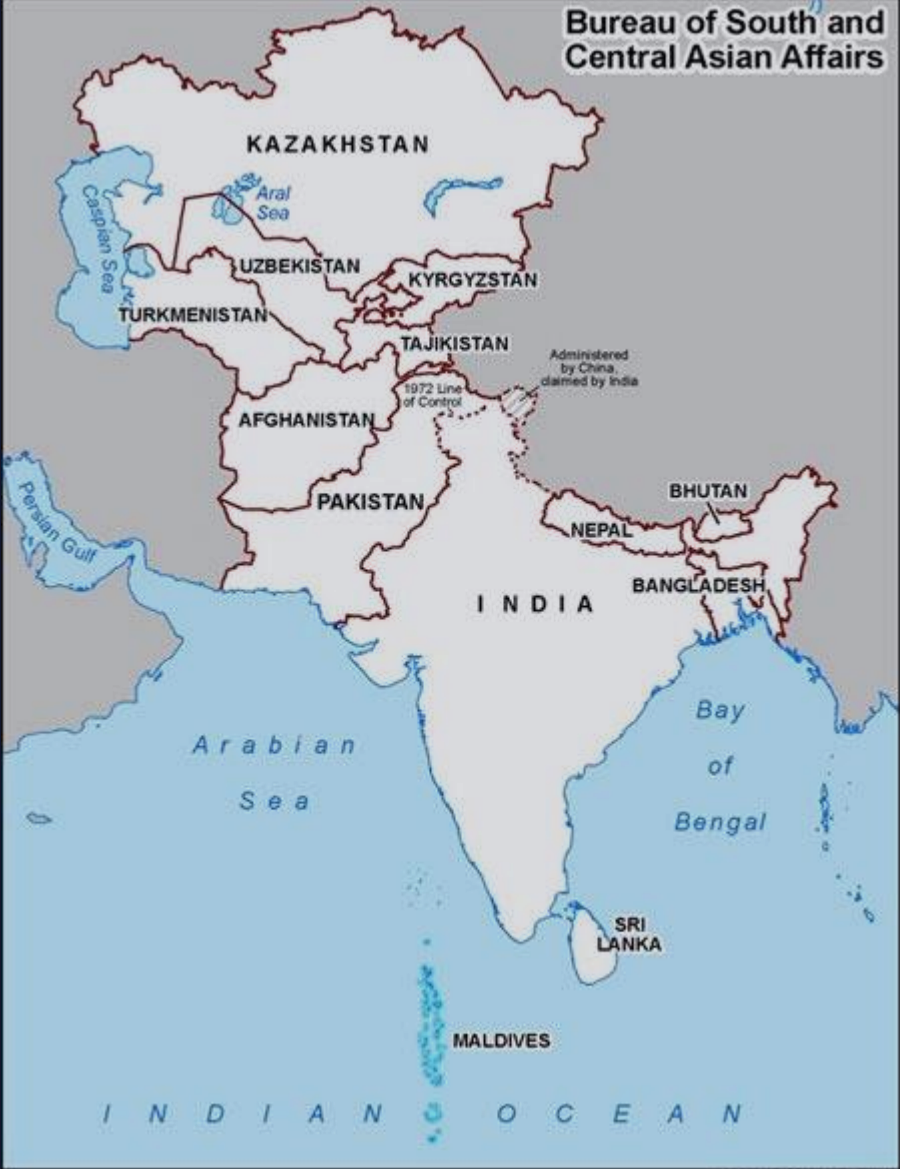 Bureau of South and
Central Asian Affairs
KAZAKHSTAN
Aral
Sea
Caspian Sea
UZBEKISTAN
KYRGYZSTAN
TURKMENISTAN
TAJIKISTAN
Administered
by China,
claimed by India
1972 Line
of Control
AFGHANISTAN
Persian Gulf
PAKISTAN
BHUTAN
NEPAL
BANGLADESH
INDIA
Bay
of
Bengal
Arabian
Sea
SRI
LANKA
MALDIVES
INDIAN OCEAN